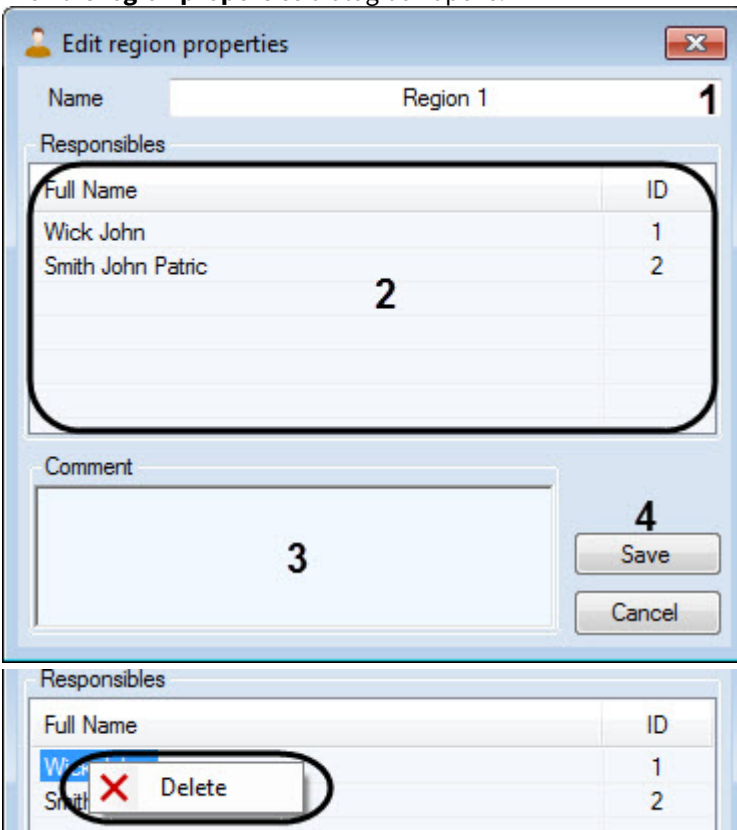 Edit region properties
Name Region 1 1
Responsibles
Full Name ID
Wick John 1
Smith John Patric 2
2
Comment
3
4
Save
Cancel
Responsibles
Full Name ID
1
Delete
2